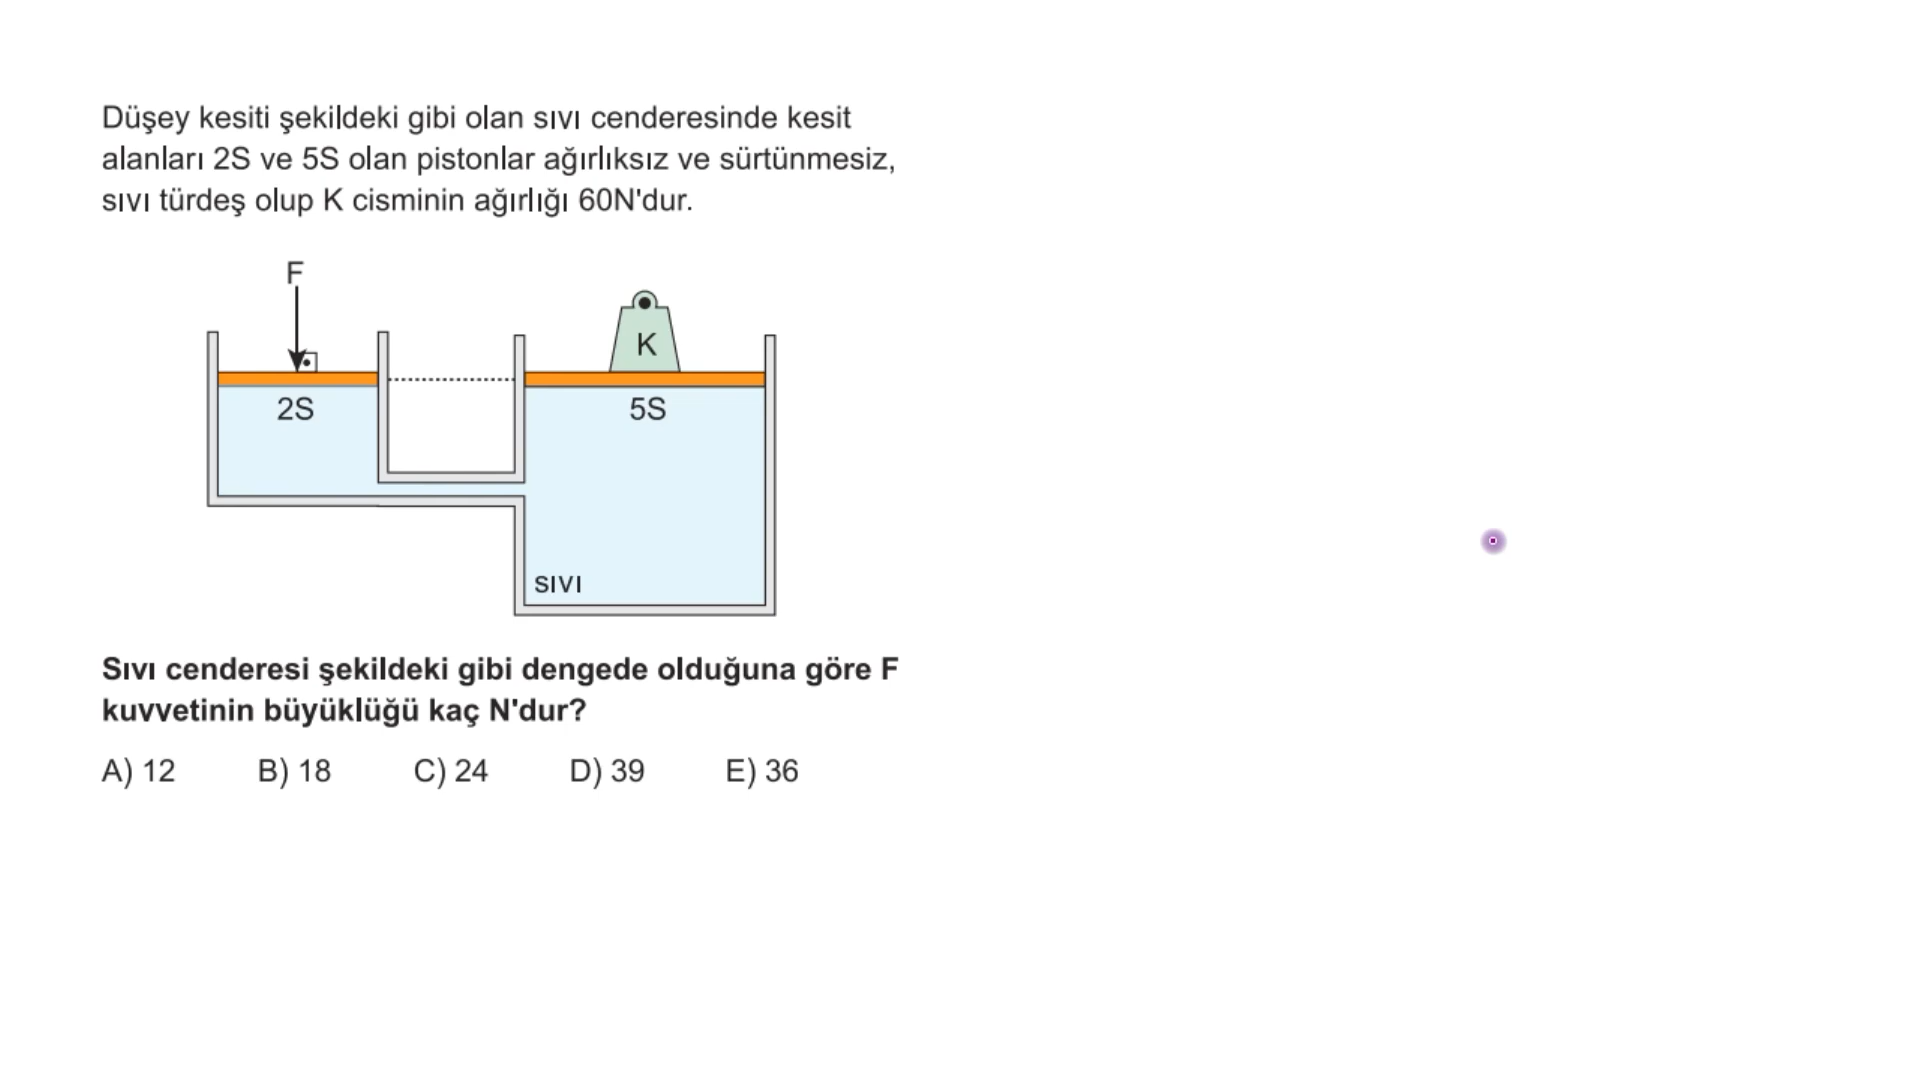 Düşey kesiti şekildeki gibi olan sıvı cenderesinde kesit
alanları 2S ve 5S olan pistonlar ağırlıksız ve sürtünmesiz,
sıvı türdeş olup K cisminin ağırlığı 60N'dur.
F
K
2S
5S
sıvı
Sıvı cenderesi şekildeki gibi dengede olduğuna göre F
kuvvetinin büyüklüğü kaç N'dur?
A) 12 B) 18 C) 24 D) 39 E) 36